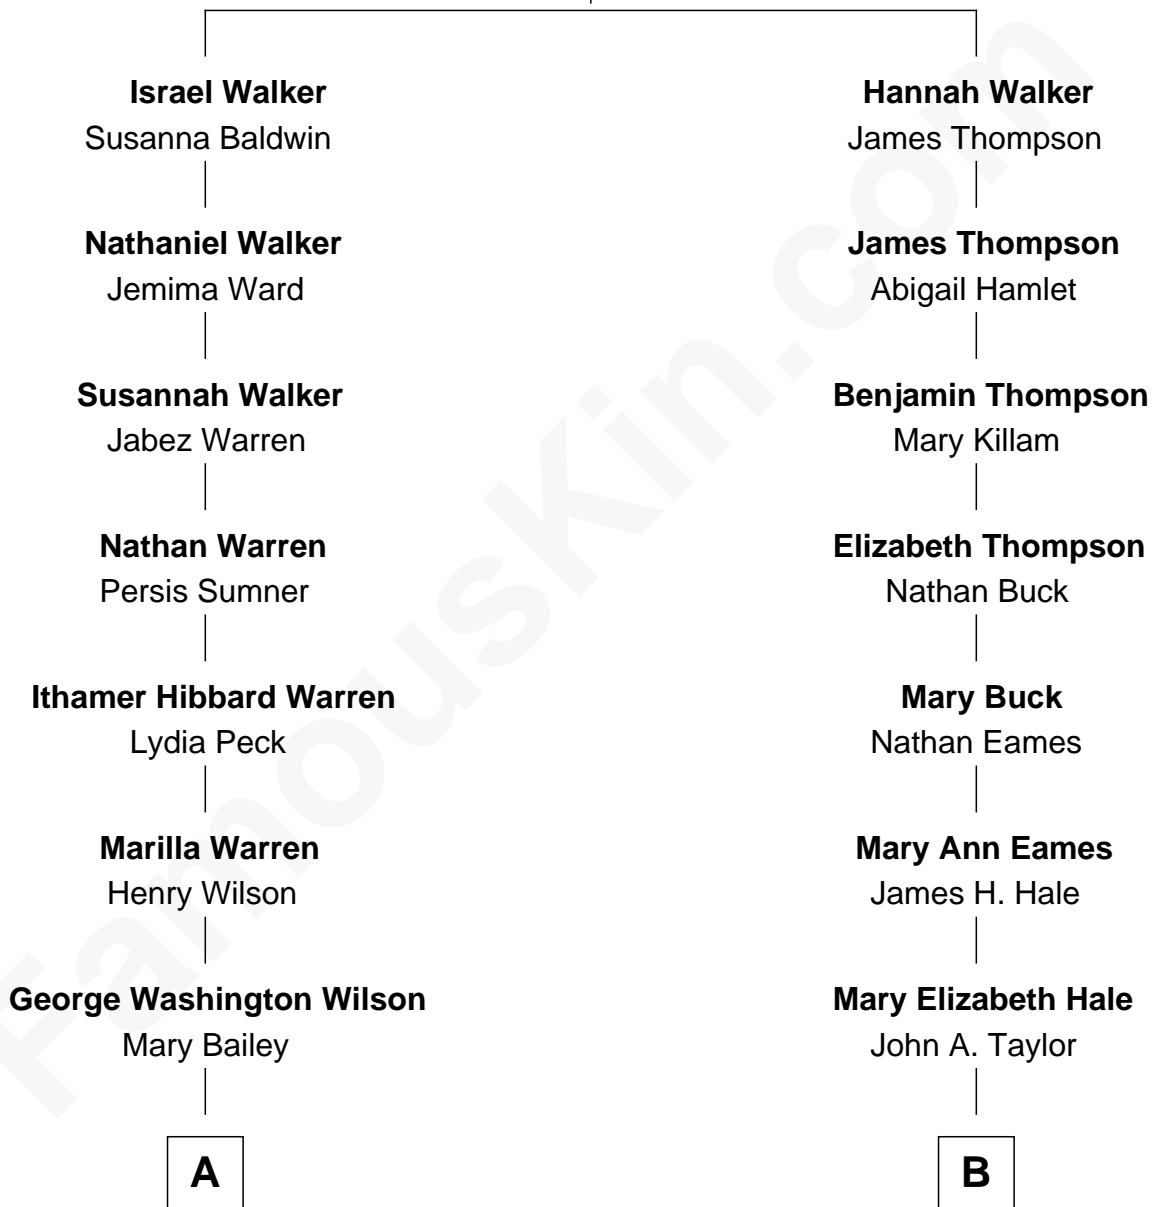 Israel Walker
Susanna Baldwin
Nathaniel Walker
Jemima Ward
Susannah Walker
Jabez Warren
Nathan Warren
Persis Sumner
Ithamer Hibbard Warren
Lydia Peck
Marilla Warren
Henry Wilson
George Washington Wilson
Mary Bailey
A
Hannah Walker
James Thompson
James Thompson
Abigail Hamlet
Benjamin Thompson
Mary Killam
Elizabeth Thompson
Nathan Buck
Mary Buck
Nathan Eames
Mary Ann Eames
James H. Hale
Mary Elizabeth Hale
John A. Taylor
B
FamousKin.com